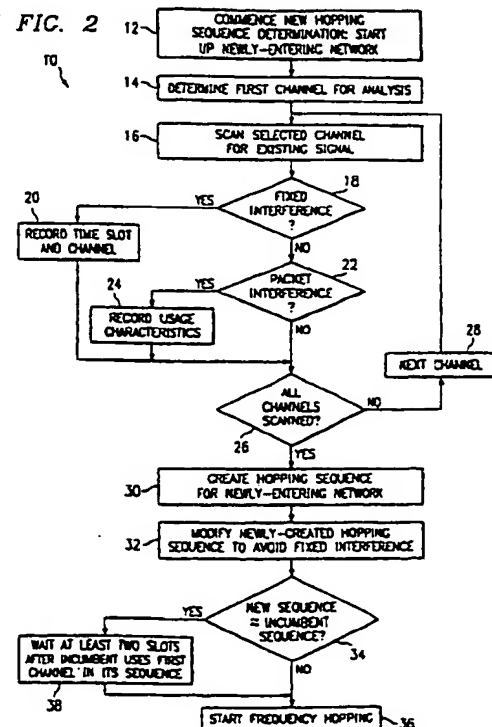 FIG. 2
10
12
COMMENCE NEW HOPPING
SEQUENCE DETERMINATION: START
UP NEWLY-ENTERING NETWORK
14
DETERMINE FIRST CHANNEL FOR ANALYSIS
16
SCAN SELECTED CHANNEL
FOR EXISTING SIGNAL
18
FIXED
INTERFERENCE
?
YES
NO
20
RECORD TIME SLOT
AND CHANNEL
22
PACKET
INTERFERENCE
?
YES
NO
24
RECORD USAGE
CHARACTERISTICS
28
NEXT CHANNEL
ALL
CHANNELS
SCANNED?
26
NO
YES
30
CREATE HOPPING SEQUENCE
FOR NEWLY-ENTERING NETWORK
32
MODIFY NEWLY-CREATED HOPPING
SEQUENCE TO AVOID FIXED INTERFERENCE
NEW SEQUENCE
= INCUMBENT
SEQUENCE?
34
YES
NO
WAIT AT LEAST TWO SLOTS
AFTER INCUMBENT USES FIRST
CHANNEL IN ITS SEQUENCE
38
START FREQUENCY HOPPING
36